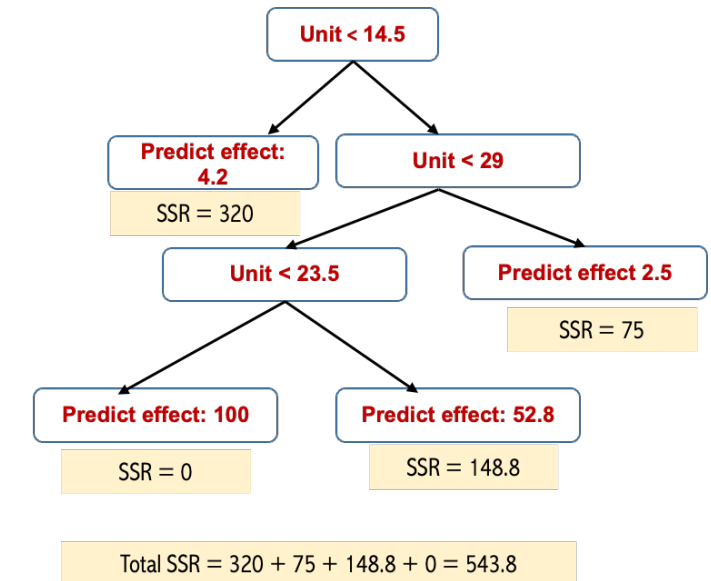 Unit < 14.5
Predict effect:
4.2
Unit < 29
SSR = 320
Unit < 23.5
Predict effect 2.5
SSR = 75
Predict effect: 100
Predict effect: 52.8
SSR = 0
SSR = 148.8
Total SSR = 320 + 75 + 148.8 + 0 = 543.8